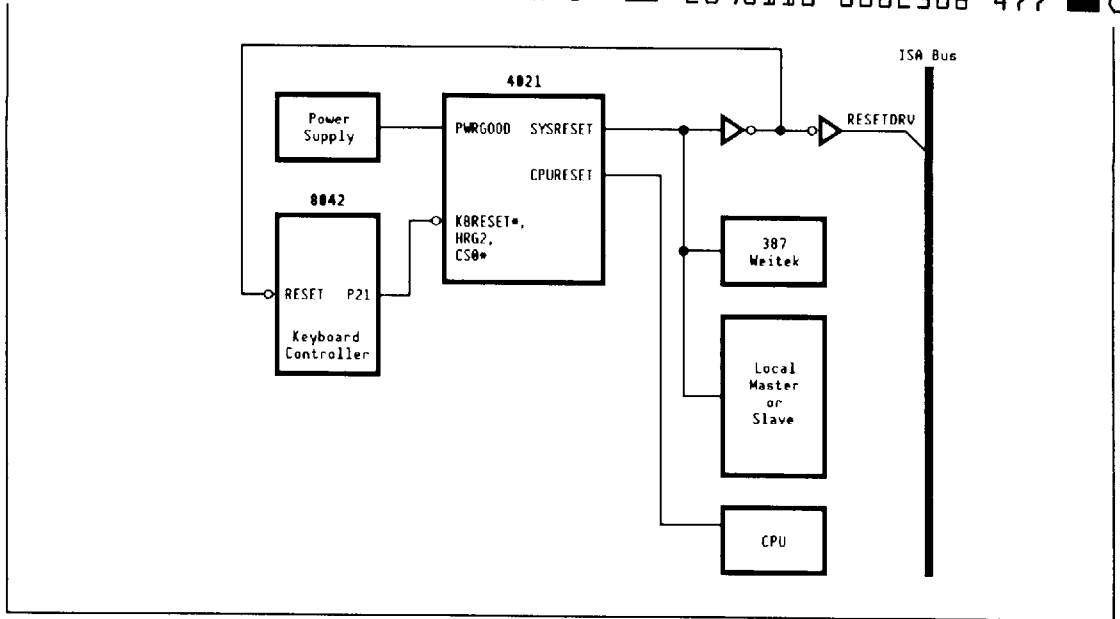 ISA Bus
4021
Power
Supply
PWRGOOD SYSRESET
RESETDRV
CPURESET
8042
KBRESET*,
HRG2,
CS0*
387
Weitek
RESET P21
Keyboard
Controller
Local
Master
or
Slave
CPU